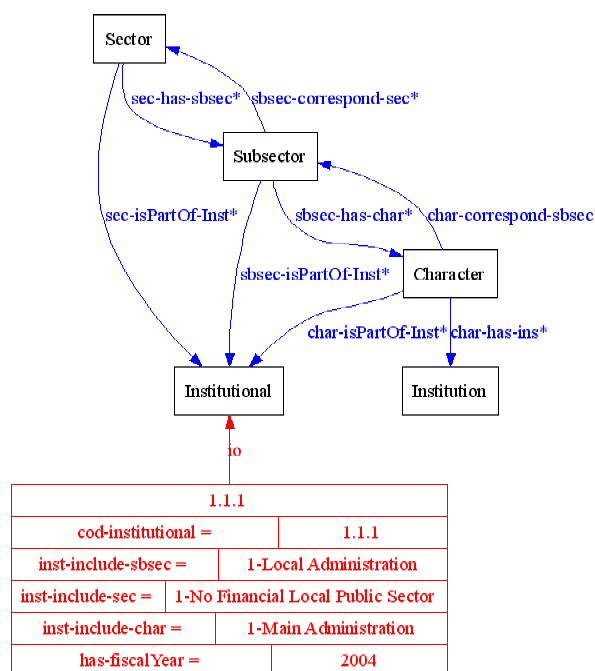 Sector
sec-has-sbsec* sbsec-correspond-sec*
Subsector
sec-isPartOf-Inst* sbsec-has-char* char-correspond-sbsec
sbsec-isPartOf-Inst* Character
char-isPartOf-Inst* char-has-ins*
Institutional Institution
io
1.1.1
cod-institutional = 1.1.1
inst-include-sbsec = 1-Local Administration
inst-include-sec = 1-No Financial Local Public Sector
inst-include-char = 1-Main Administration
has-fiscalYear = 2004